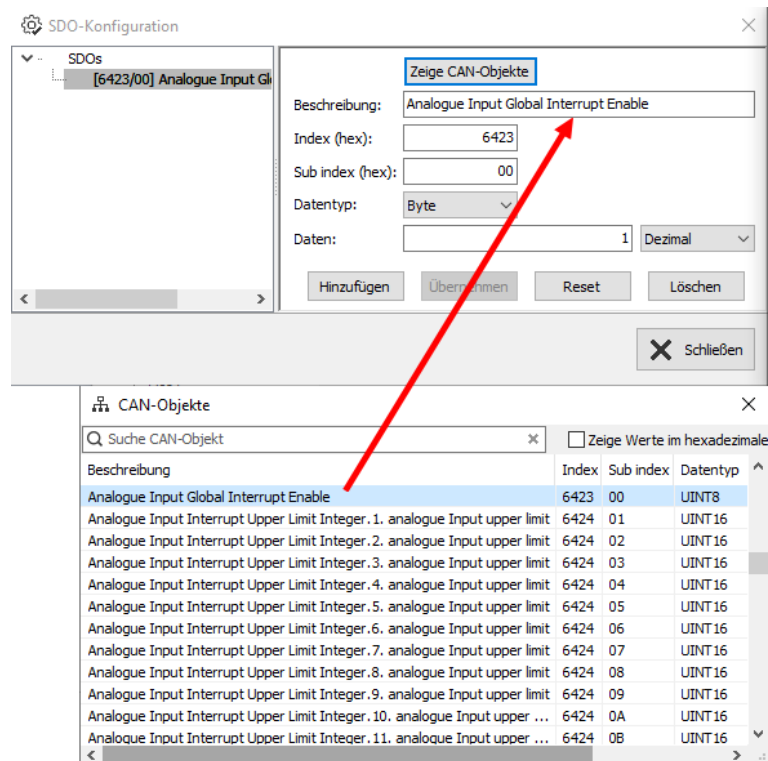 SDO-Konfiguration
SDOs
[6423/00] Analogue Input Gl
Zeige CAN-Objekte
Beschreibung: Analogue Input Global Interrupt Enable
Index (hex): 6423
Sub index (hex): 00
Datentyp: Byte
Daten: 1 Dezimal
Hinzufügen Übernehmen Reset Löschen
Schließen
CAN-Objekte
Suche CAN-Objekt Zeige Werte im hexadezimale
Beschreibung Index Sub index Datentyp
Analogue Input Global Interrupt Enable 6423 00 UINT8
Analogue Input Interrupt Upper Limit Integer.1. analogue Input upper limit 6424 01 UINT16
Analogue Input Interrupt Upper Limit Integer.2. analogue Input upper limit 6424 02 UINT16
Analogue Input Interrupt Upper Limit Integer.3. analogue Input upper limit 6424 03 UINT16
Analogue Input Interrupt Upper Limit Integer.4. analogue Input upper limit 6424 04 UINT16
Analogue Input Interrupt Upper Limit Integer.5. analogue Input upper limit 6424 05 UINT16
Analogue Input Interrupt Upper Limit Integer.6. analogue Input upper limit 6424 06 UINT16
Analogue Input Interrupt Upper Limit Integer.7. analogue Input upper limit 6424 07 UINT16
Analogue Input Interrupt Upper Limit Integer.8. analogue Input upper limit 6424 08 UINT16
Analogue Input Interrupt Upper Limit Integer.9. analogue Input upper limit 6424 09 UINT16
Analogue Input Interrupt Upper Limit Integer.10. analogue Input upper ... 6424 0A UINT16
Analogue Input Interrupt Upper Limit Integer.11. analogue Input upper ... 6424 0B UINT16